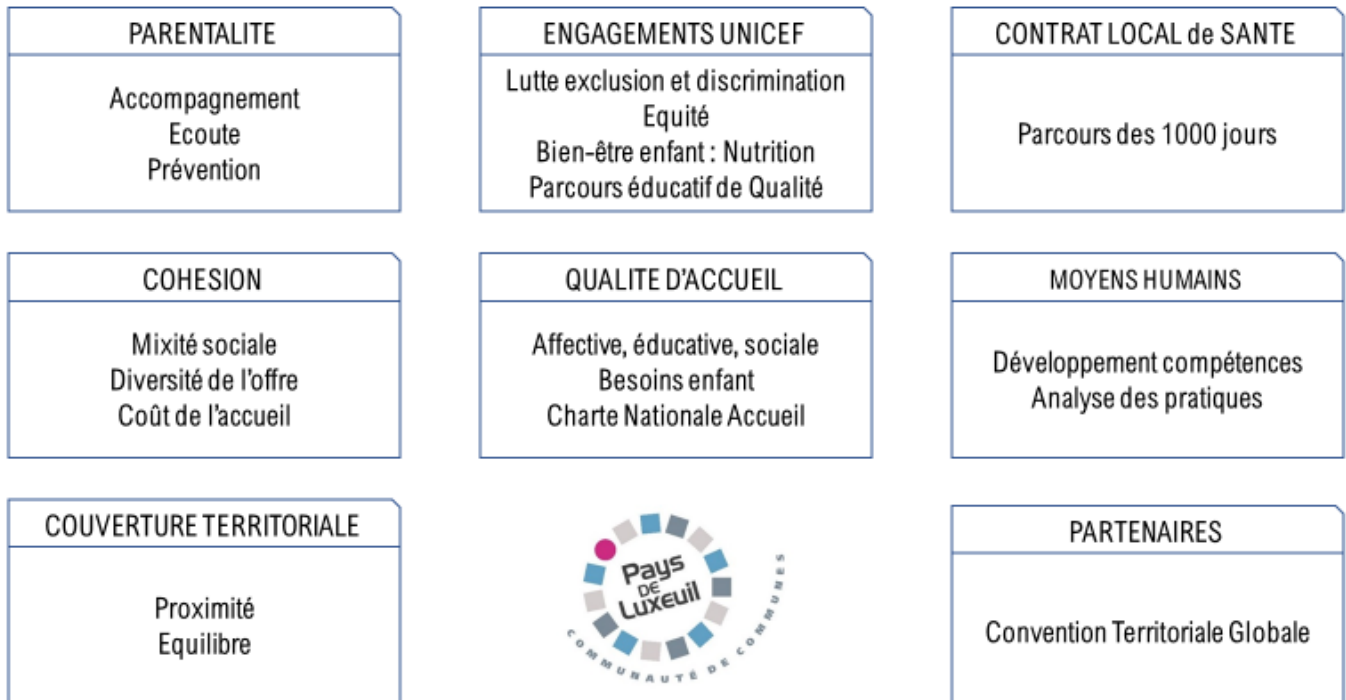 PARENTALITE
Accompagnement
Ecoute
Prévention
ENGAGEMENTS UNICEF
Lutte exclusion et discrimination
Equité
Bien-être enfant : Nutrition
Parcours éducatif de Qualité
CONTRAT LOCAL de SANTE
Parcours des 1000 jours
COHESION
Mixité sociale
Diversité de l'offre
Coût de l'accueil
QUALITE D'ACCUEIL
Affective, éducative, sociale
Besoins enfant
Charte Nationale Accueil
MOYENS HUMAINS
Développement compétences
Analyse des pratiques
COUVERTURE TERRITORIALE
Proximité
Equilibre
Pays
DE
Luxeuil
COMMUNAUTÉ DE COMMUNES
PARTENAIRES
Convention Territoriale Globale